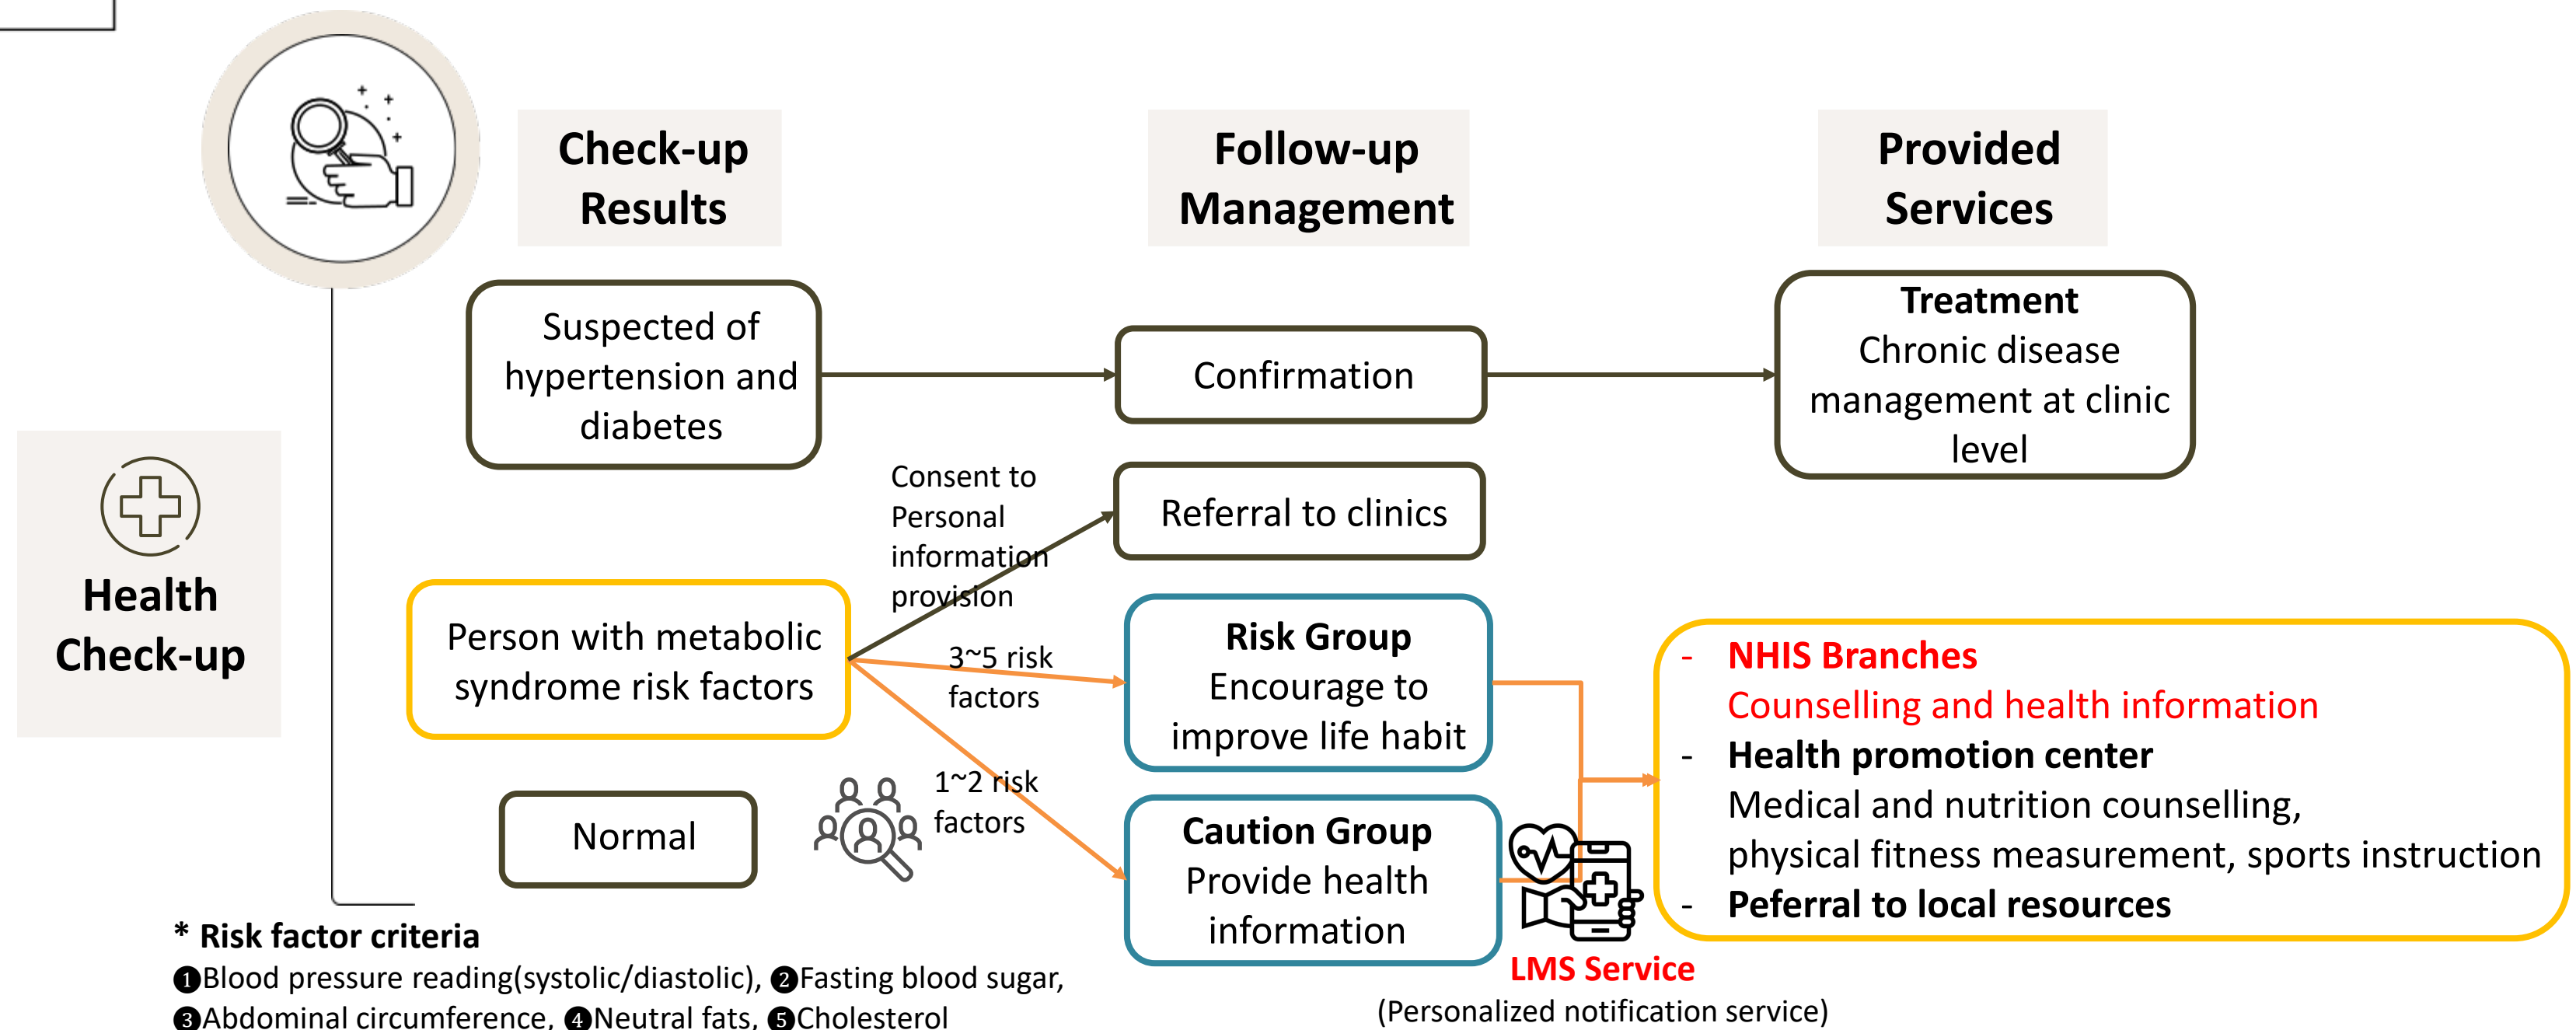 Check-up
Results
Follow-up
Management
Provided
Services
Health
Check-up
Suspected of
hypertension and
diabetes
Confirmation
Treatment
Chronic disease
management at clinic
level
Consent to
Personal
information
provision
Referral to clinics
Person with metabolic
syndrome risk factors
3~5 risk
factors
Risk Group
Encourage to
improve life habit
1~2 risk
factors
Normal
Caution Group
Provide health
information
- NHIS Branches
Counselling and health information
- Health promotion center
Medical and nutrition counselling,
physical fitness measurement, sports instruction
- Peferral to local resources
LMS Service
(Personalized notification service)
* Risk factor criteria
❶Blood pressure reading(systolic/diastolic), ❷Fasting blood sugar,
❸Abdominal circumference, ❹Neutral fats, ❺Cholesterol